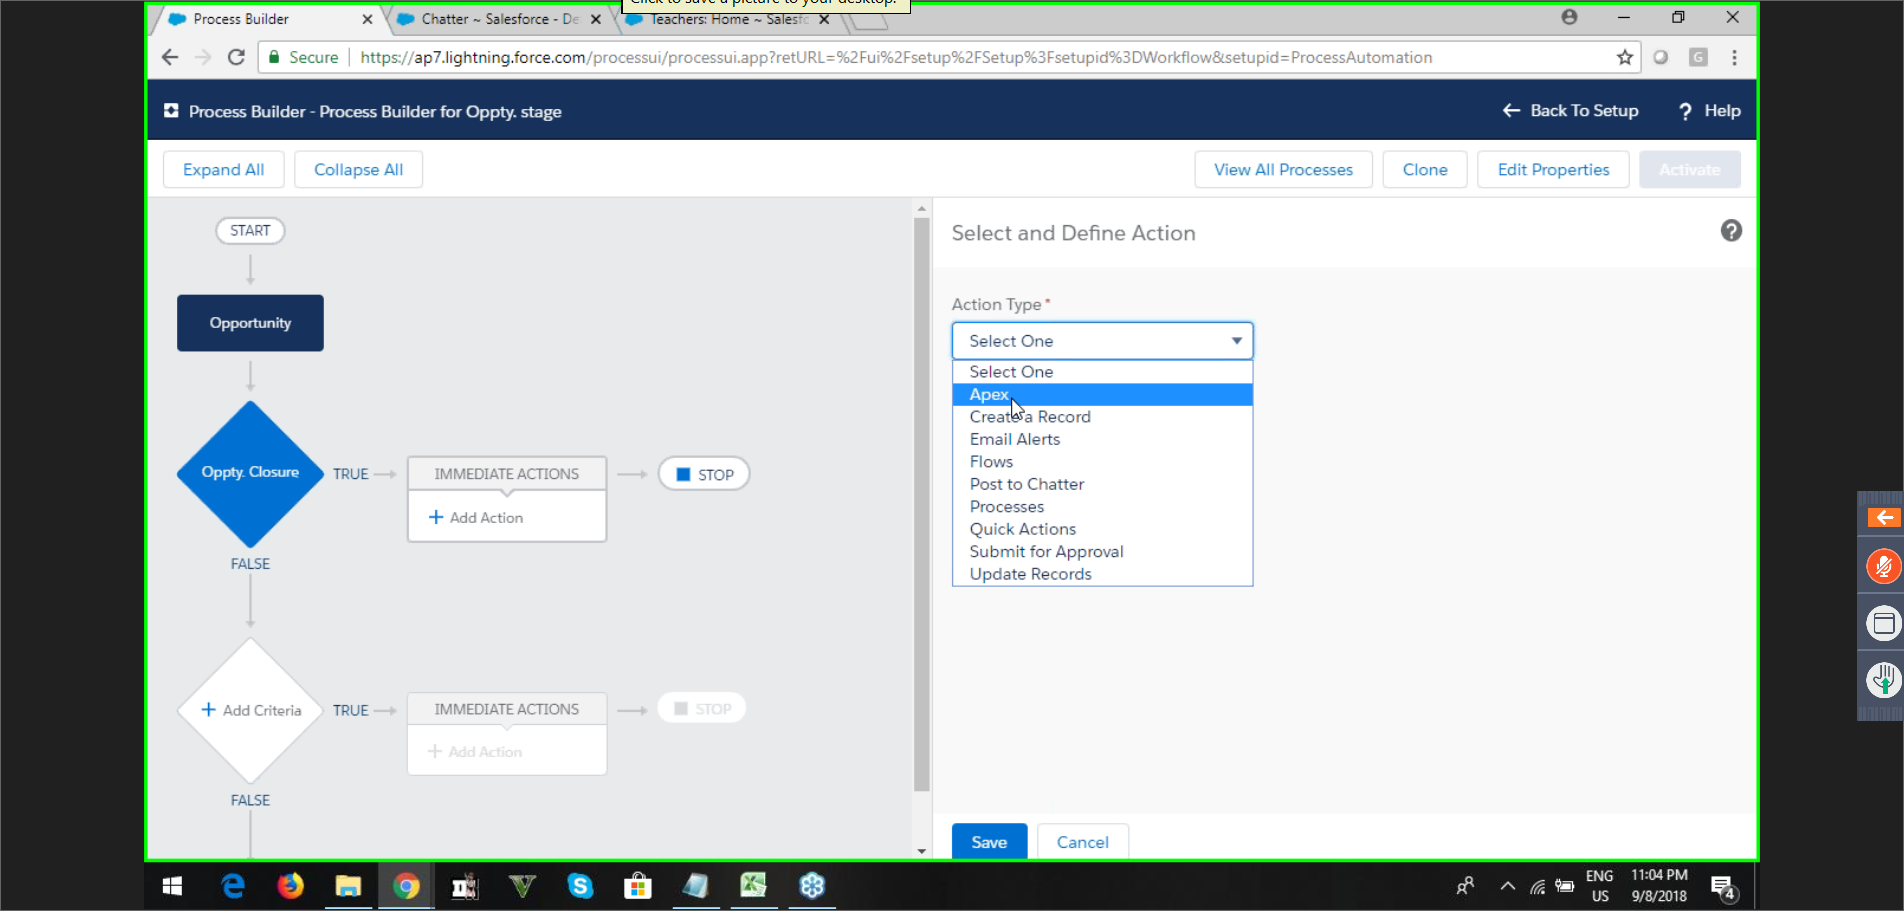 Click to save a picture to your desktop.
Process Builder
Chatter ~ Salesforce - De
Teachers: Home ~ Salesfo
Secure
https://ap7.lightning.force.com/processui/processui.app?retURL=%2Fui%2Fsetup%2FSetup%3Fsetupid%3DWorkflow&setupid=ProcessAutomation
G
Process Builder - Process Builder for Oppty. stage
Back To Setup
? Help
Expand All
Collapse All
View All Processes
Clone
Edit Properties
Activate
START
Opportunity
Oppty. Closure
TRUE
IMMEDIATE ACTIONS
STOP
+ Add Action
FALSE
+ Add Criteria
TRUE
IMMEDIATE ACTIONS
STOP
+ Add Action
FALSE
Select and Define Action
?
Action Type *
Select One
Select One
Apex
Create a Record
Email Alerts
Flows
Post to Chatter
Processes
Quick Actions
Submit for Approval
Update Records
Save
Cancel
ENG
US
11:04 PM
9/8/2018
4